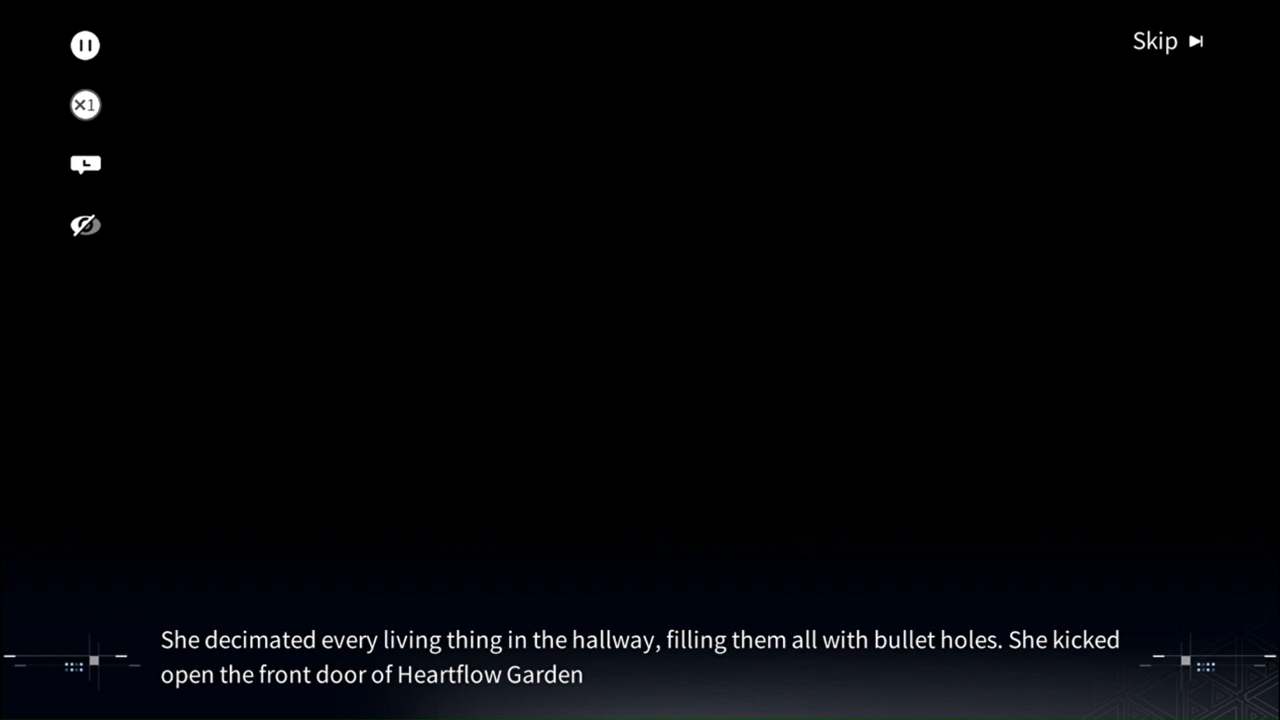 Skip
×1
She decimated every living thing in the hallway, filling them all with bullet holes. She kicked
open the front door of Heartflow Garden